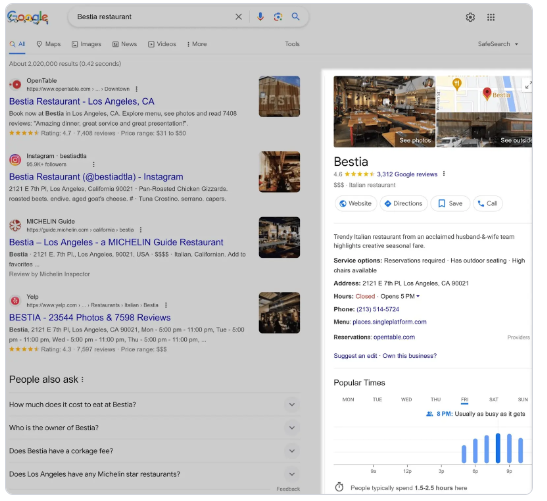 Google
Bestia restaurant
All Maps Images News Videos More Tools SafeSearch
About 2,020,000 results (0.42 seconds)
OpenTable
https://www.opentable.com › ... › Downtown
Bestia Restaurant - Los Angeles, CA
Book now at Bestia in Los Angeles, CA. Explore menu, see photos and read 7408
reviews: "Amazing dinner, great service and great presentation!".
Rating: 4.7 · 7,408 reviews · Price range: $31 to $50
Instagram · bestiadtla
95.9K+ followers
Bestia Restaurant (@bestiadtla) - Instagram
2121 E 7th Pl, Los Angeles, California 90021 · Pan-Roasted Chicken Gizzards.
roasted beets, endive, aged goat's cheese. # · Tuna Crostino, serrano, capers.
MICHELIN Guide
https://guide.michelin.com › california › bestia
Bestia – Los Angeles - a MICHELIN Guide Restaurant
Bestia · 2121 E. 7th Pl., Los Angeles, 90021, USA · $$$$ · Italian, Californian. Add to
favorites ...
Review by Michelin Inspector
Yelp
https://www.yelp.com › ... › Restaurants › Italian › Bestia
BESTIA - 23544 Photos & 7598 Reviews
Bestia, 2121 E 7th Pl, Los Angeles, CA 90021, Mon - 5:00 pm - 11:00 pm, Tue - 5:00
pm - 11:00 pm, Wed - 5:00 pm - 11:00 pm, Thu - 5:00 pm - 11:00 pm, ...
Rating: 4.3 · 7,597 reviews · Price range: $$$
People also ask
How much does it cost to eat at Bestia?
Who is the owner of Bestia?
Does Bestia have a corkage fee?
Does Los Angeles have any Michelin star restaurants?
Feedback
Bestia
See photos
See outside
Bestia
4.6 3,312 Google reviews
$$$ · Italian restaurant
Website Directions Save Call
Trendy Italian restaurant from an acclaimed husband-&-wife team
highlights creative seasonal fare.
Service options: Reservations required · Has outdoor seating · High
chairs available
Address: 2121 E 7th Pl, Los Angeles, CA 90021
Hours: Closed · Opens 5 PM
Phone: (213) 514-5724
Menu: places.singleplatform.com
Reservations: opentable.com Providers
Suggest an edit · Own this business?
Popular Times
MON TUE WED THU FRI SAT SUN
8 PM: Usually as busy as it gets
6a 12p 3p 6p 9p
People typically spend 1.5-2.5 hours here